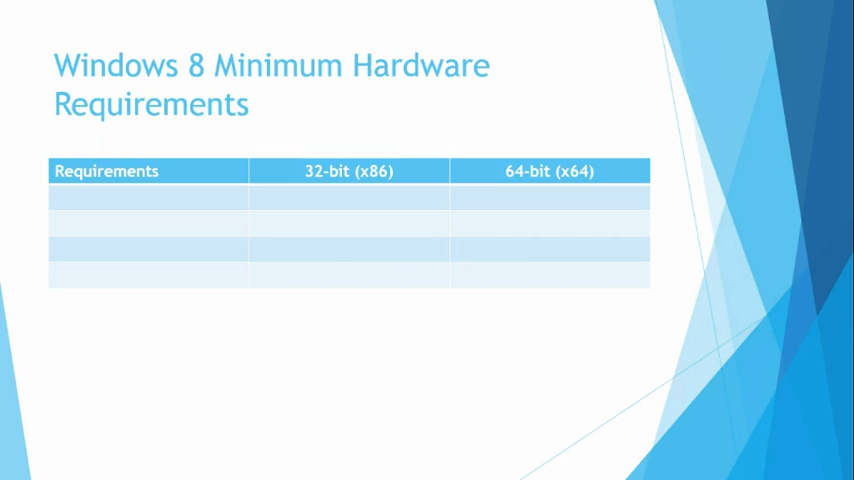 Windows 8 Minimum Hardware
Requirements
Requirements 32-bit (x86) 64-bit (x64)